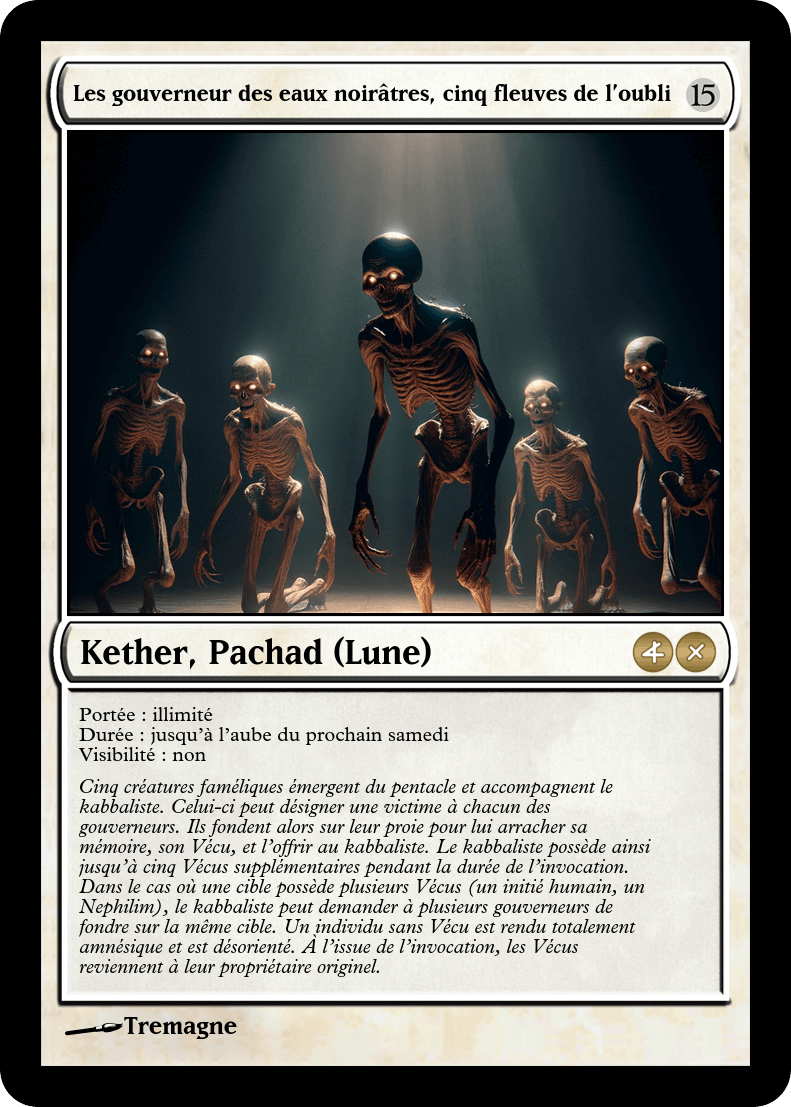 Les gouverneur des eaux noirâtres, cinq fleuves de l'oubli 15
Kether, Pachad (Lune)
Portée : illimité
Durée : jusqu'à l'aube du prochain samedi
Visibilité : non
Cinq créatures faméliques émergent du pentacle et accompagnent le
kabbaliste. Celui-ci peut désigner une victime à chacun des
gouverneurs. Ils fondent alors sur leur proie pour lui arracher sa
mémoire, son Vécu, et l'offrir au kabbaliste. Le kabbaliste possède ainsi
jusqu'à cinq Vécus supplémentaires pendant la durée de l'invocation.
Dans le cas où une cible possède plusieurs Vécus (un initié humain, un
Nephilim), le kabbaliste peut demander à plusieurs gouverneurs de
fondre sur la même cible. Un individu sans Vécu est rendu totalement
amnésique et est désorienté. À l'issue de l'invocation, les Vécus
reviennent à leur propriétaire originel.
Tremagne